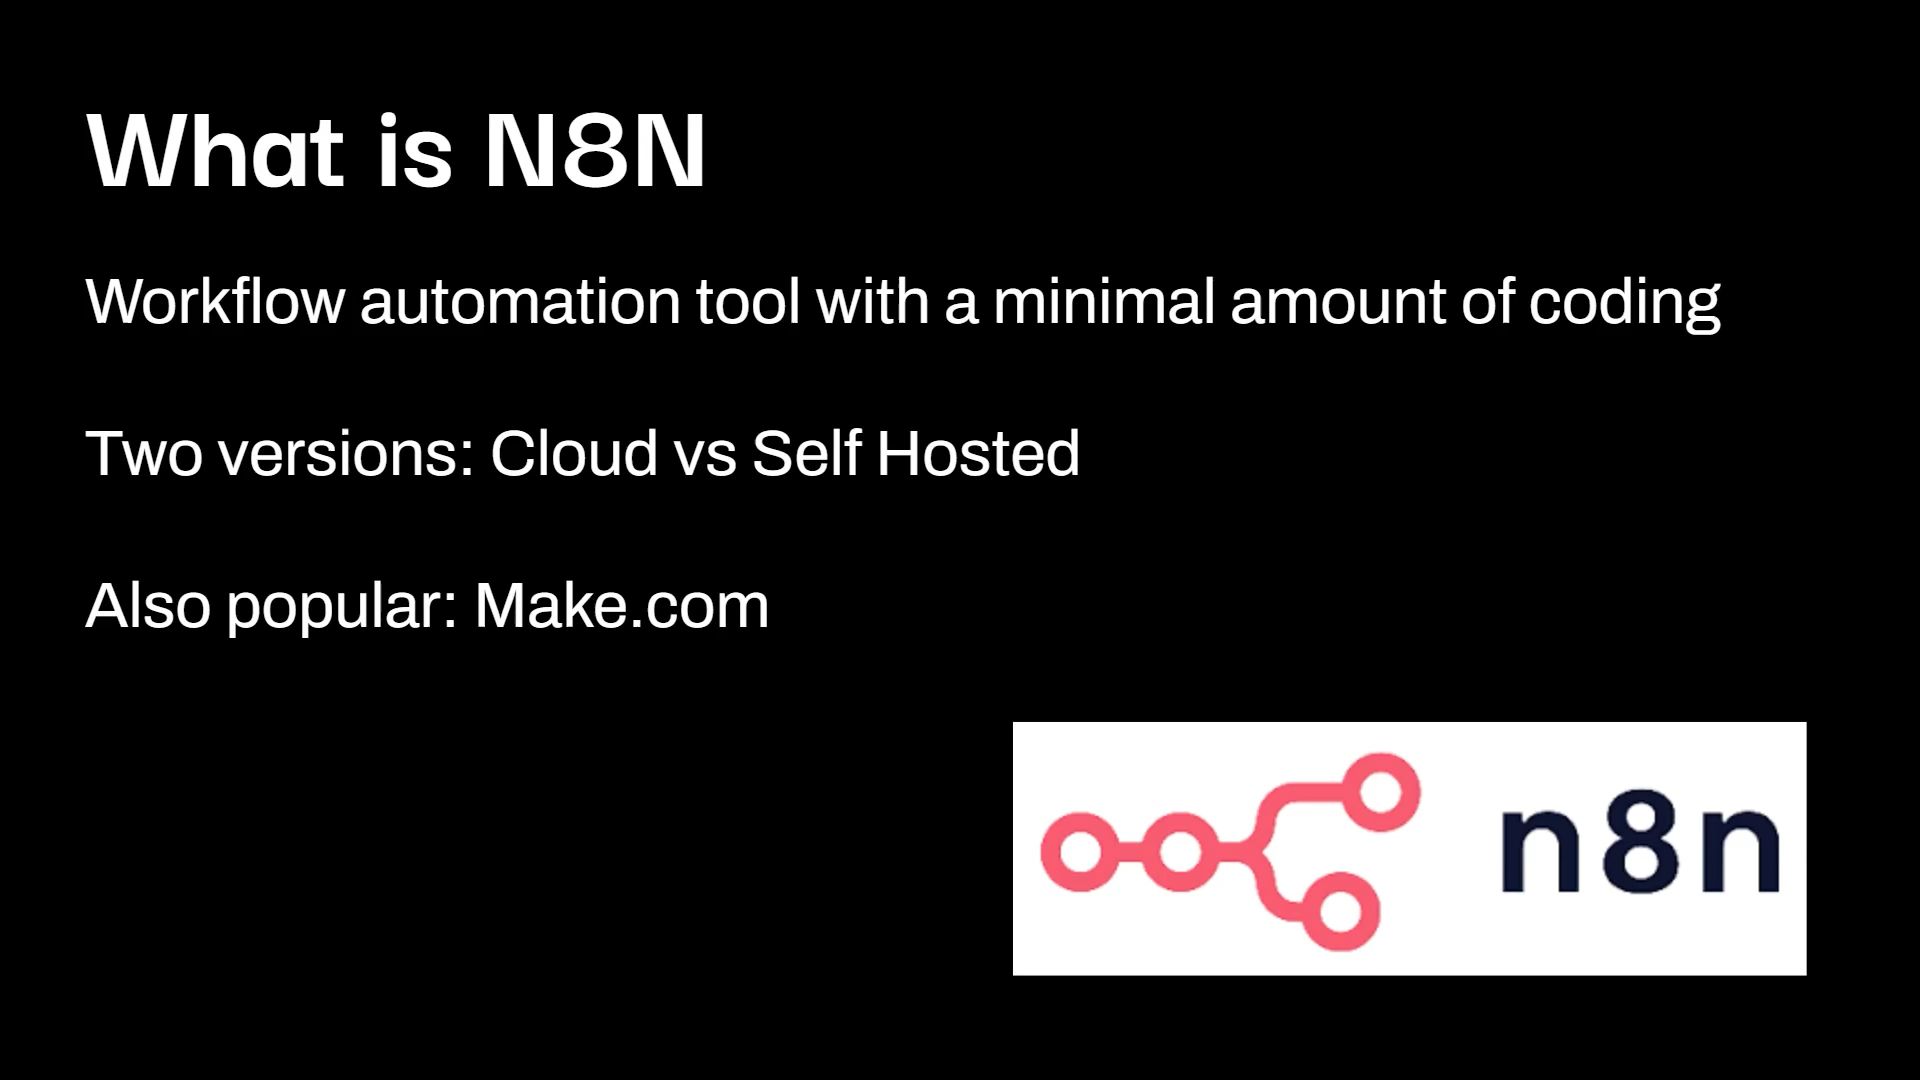 What is N8N
Workflow automation tool with a minimal amount of coding
Two versions: Cloud vs Self Hosted
Also popular: Make.com
n8n